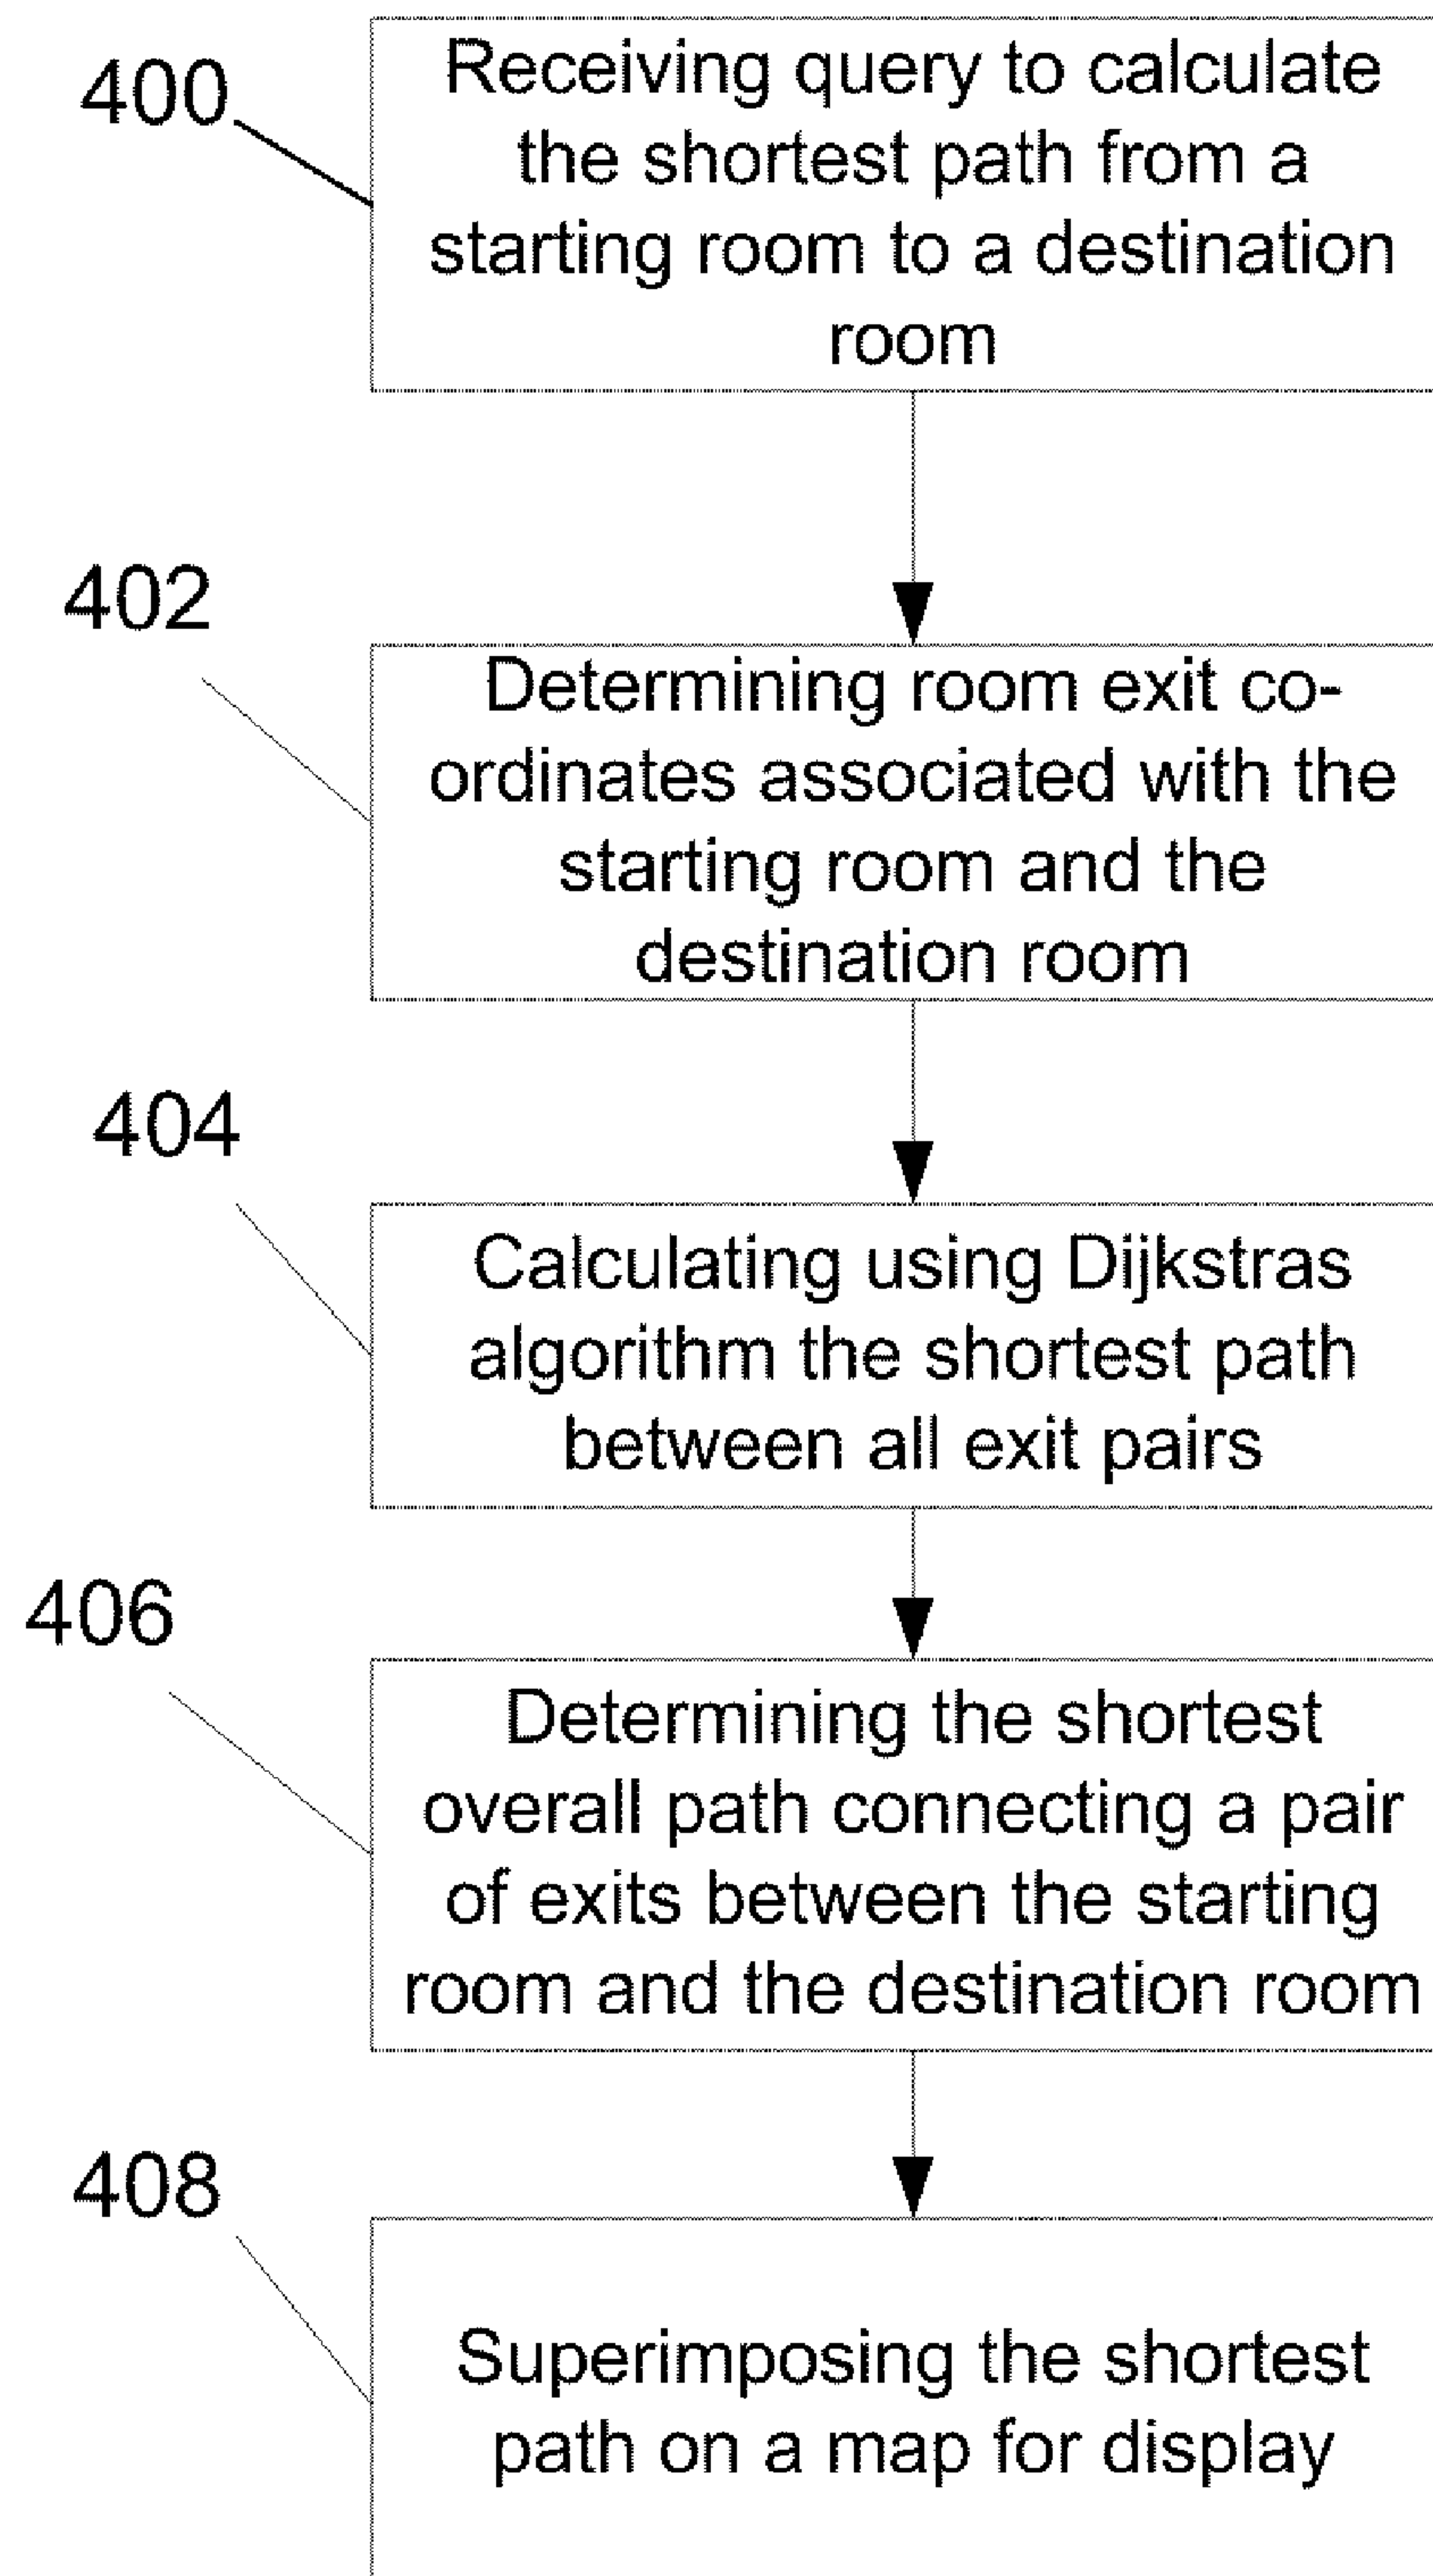 400
Receiving query to calculate
the shortest path from a
starting room to a destination
room
402
Determining room exit co-
ordinates associated with the
starting room and the
destination room
404
Calculating using Dijkstras
algorithm the shortest path
between all exit pairs
406
Determining the shortest
overall path connecting a pair
of exits between the starting
room and the destination room
408
Superimposing the shortest
path on a map for display